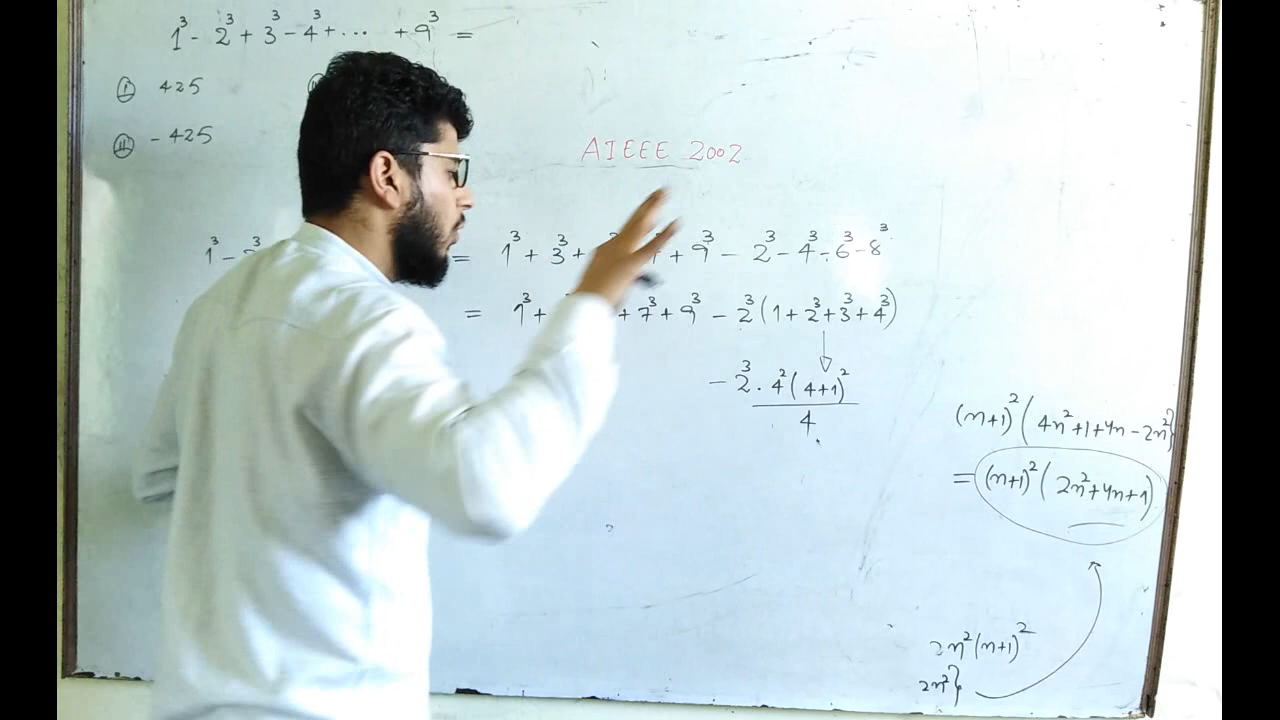 1³ - 2³ + 3³ - 4³ + ... + 9³ =
Ⓘ 425
ⒾⒾ - 425
AIEEE 2002
1³ - = 1³ + 3³ + + 9³ - 2³ - 4³ - 6³ - 8³
= 1³ + + 7³ + 9³ - 2³ (1 + 2³ + 3³ + 4³)
- 2³ . 4² (4+1)²
4
(n+1)² ( 4n² + 1 + 4n - 2n² }
= (n+1)² ( 2n² + 4n + 1 )
2n² (n+1)²
2n² }